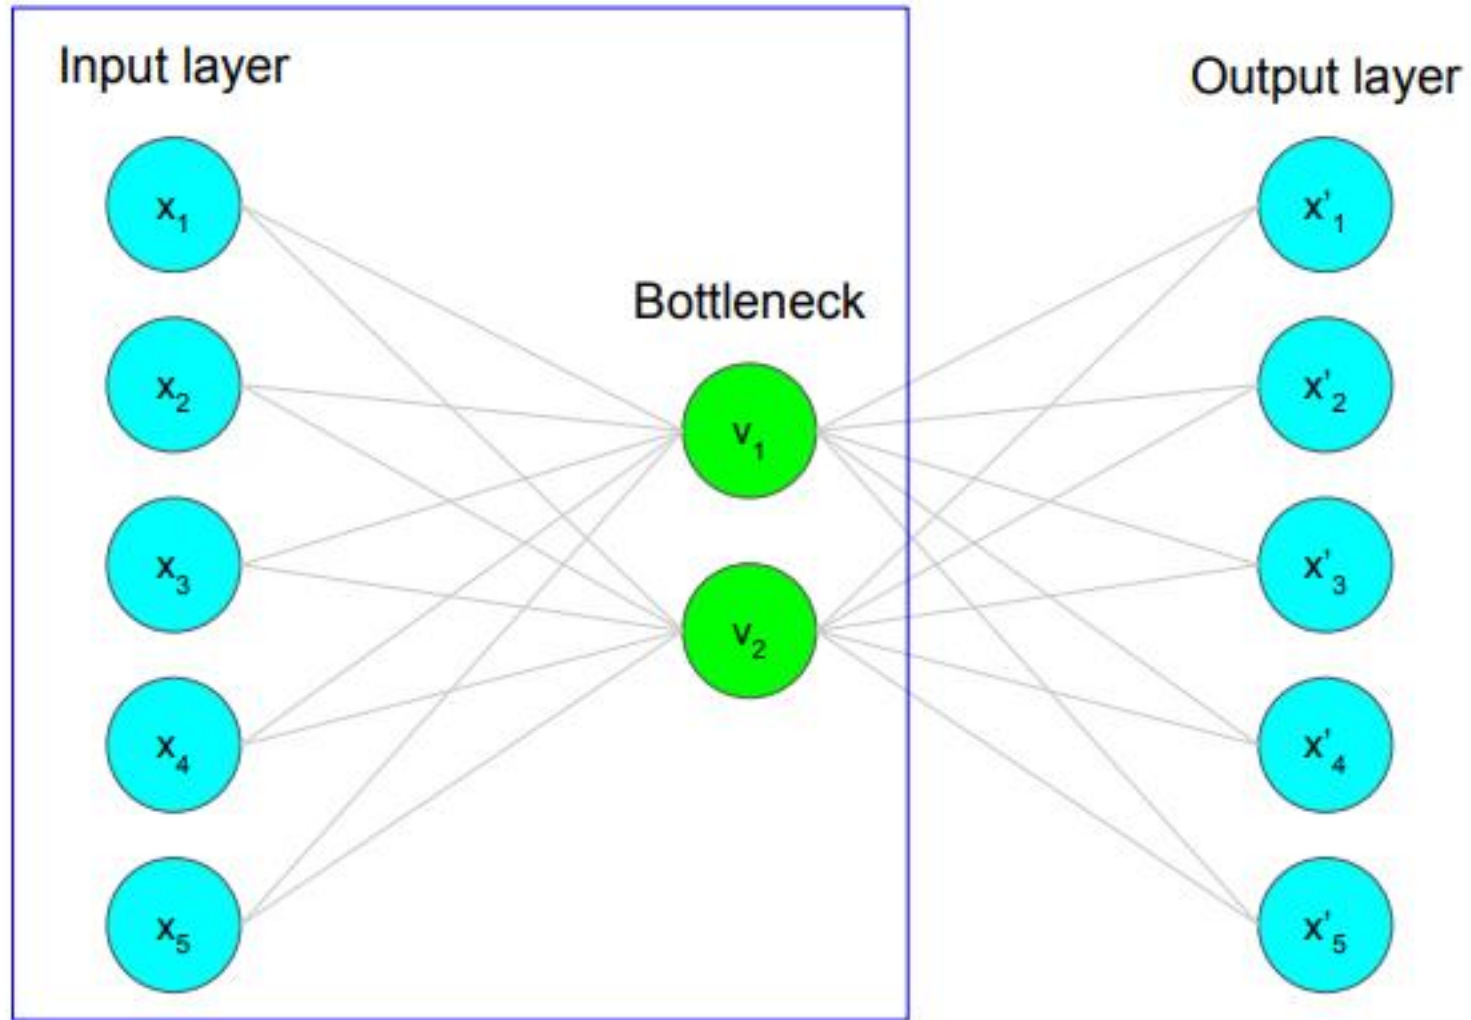 Input layer
Output layer
Bottleneck
x₁
x₂
x₃
x₄
x₅
v₁
v₂
x'₁
x'₂
x'₃
x'₄
x'₅